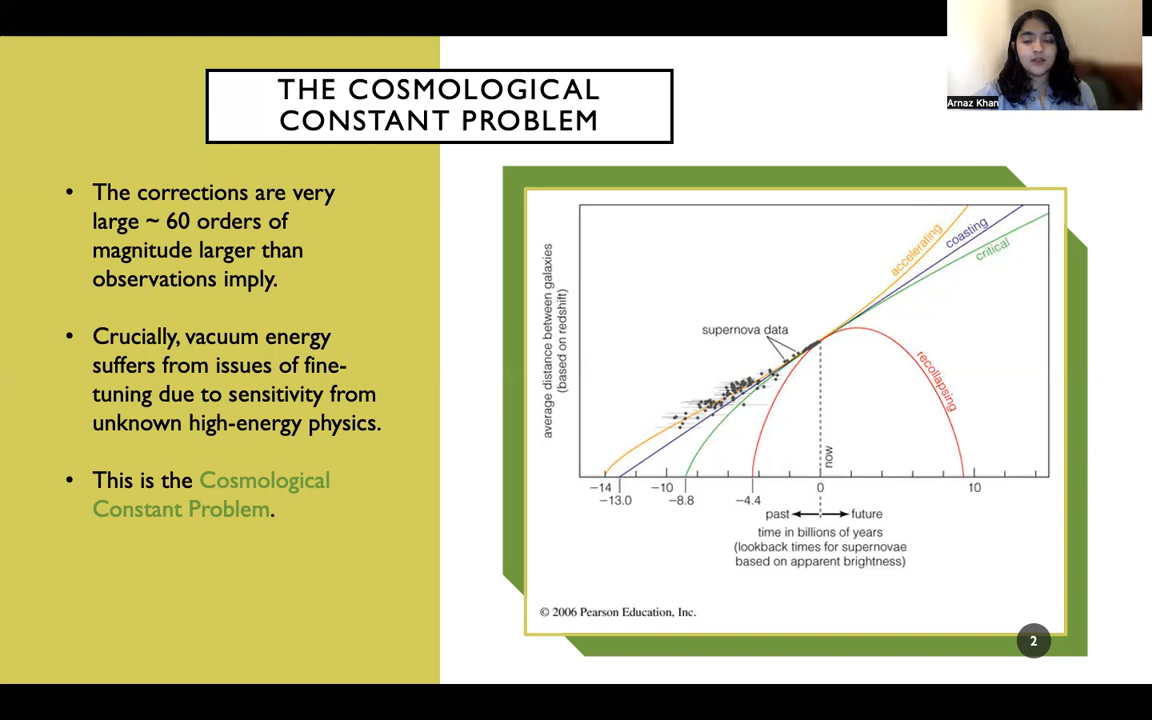 Arnaz Khan
THE COSMOLOGICAL
CONSTANT PROBLEM
• The corrections are very
large ~ 60 orders of
magnitude larger than
observations imply.
• Crucially, vacuum energy
suffers from issues of fine-
tuning due to sensitivity from
unknown high-energy physics.
• This is the Cosmological
Constant Problem.
average distance between galaxies
(based on redshift)
accelerating
coasting
critical
supernova data
recollapsing
now
−14 −10 0 10
−13.0 −8.8 −4.4
past future
time in billions of years
(lookback times for supernovae
based on apparent brightness)
© 2006 Pearson Education, Inc.
2